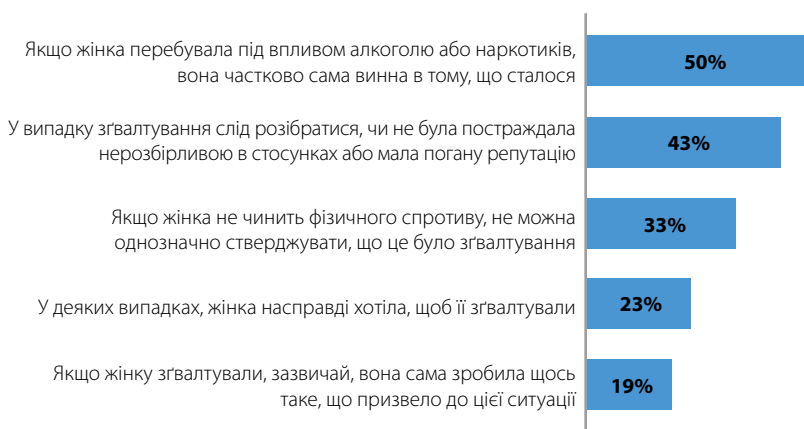 Якщо жінка перебувала під впливом алкоголю або наркотиків,
вона частково сама винна в тому, що сталося
50%
У випадку зґвалтування слід розібратися, чи не була постраждала
нерозбірливою в стосунках або мала погану репутацію
43%
Якщо жінка не чинить фізичного спротиву, не можна
однозначно стверджувати, що це було зґвалтування
33%
У деяких випадках, жінка насправді хотіла, щоб її зґвалтували
23%
Якщо жінку зґвалтували, зазвичай, вона сама зробила щось
таке, що призвело до цієї ситуації
19%